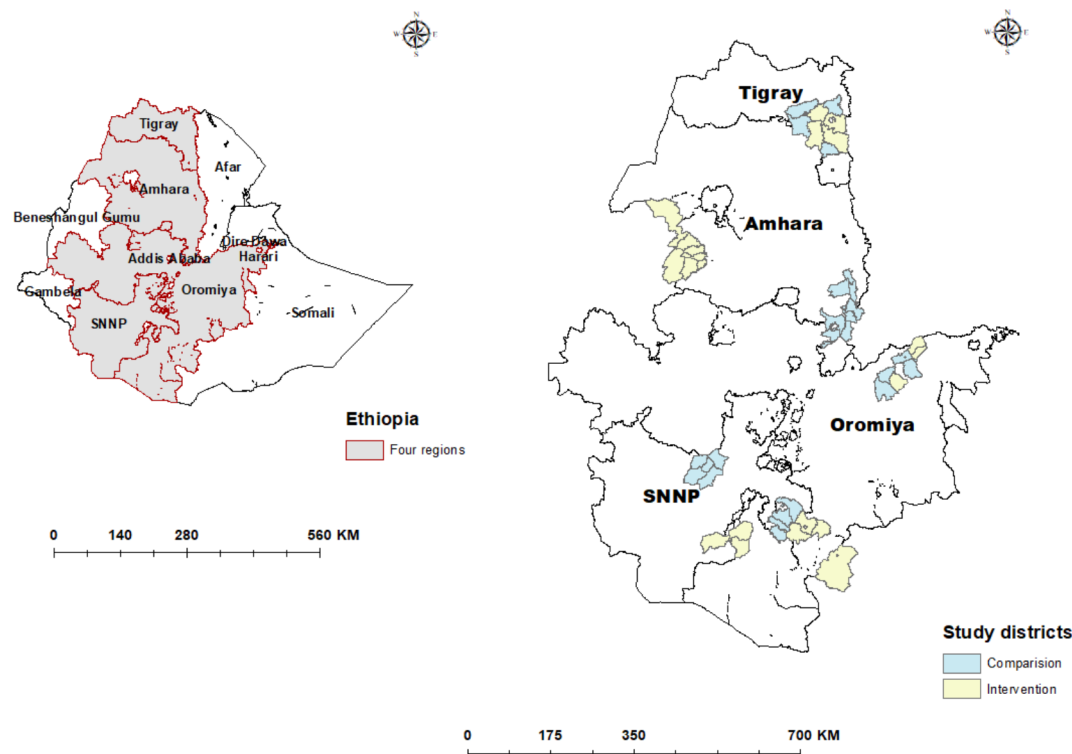 N
W E
S
Tigray
Afar
Amhara
Beneshangul Gumu
Dire Dawa
Addis Ababa
Harari
Gambela
Oromiya
Somali
SNNP
Ethiopia
Four regions
0 140 280 560 KM
N
W E
S
Tigray
Amhara
Oromiya
SNNP
Study districts
Comparision
Intervention
0 175 350 700 KM